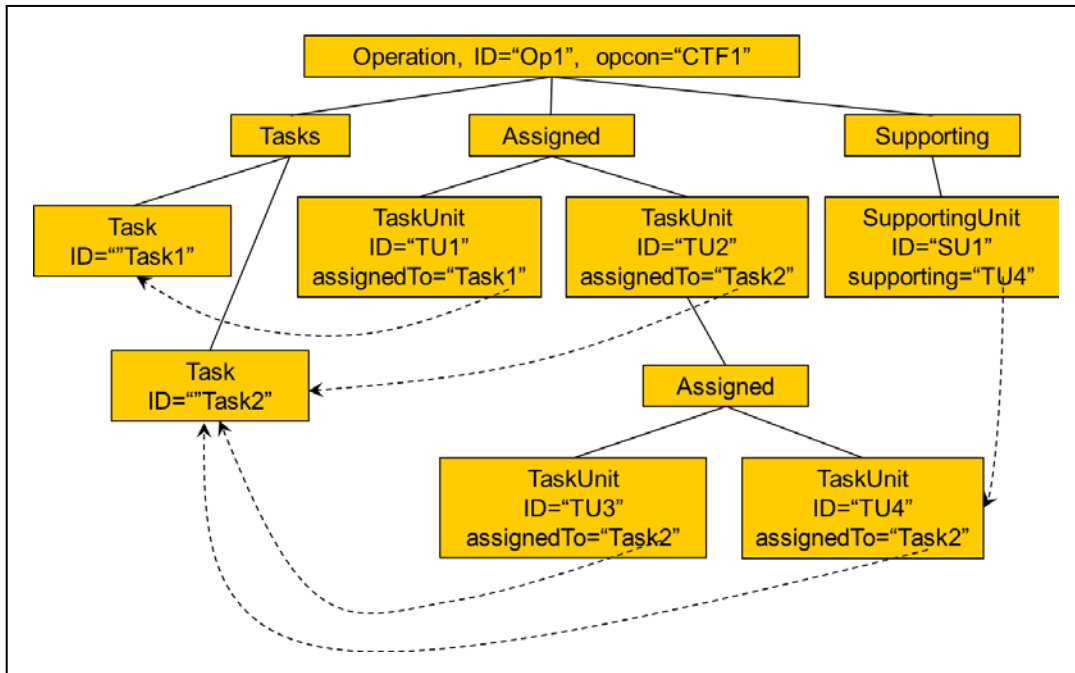 Operation, ID=“Op1”, opcon=“CTF1”
Tasks
Assigned
Supporting
Task
ID=“”Task1”
TaskUnit
ID=“TU1”
assignedTo=“Task1”
TaskUnit
ID=“TU2”
assignedTo=“Task2”
SupportingUnit
ID=“SU1”
supporting=“TU4”
Task
ID=“”Task2”
Assigned
TaskUnit
ID=“TU3”
assignedTo=“Task2”
TaskUnit
ID=“TU4”
assignedTo=“Task2”